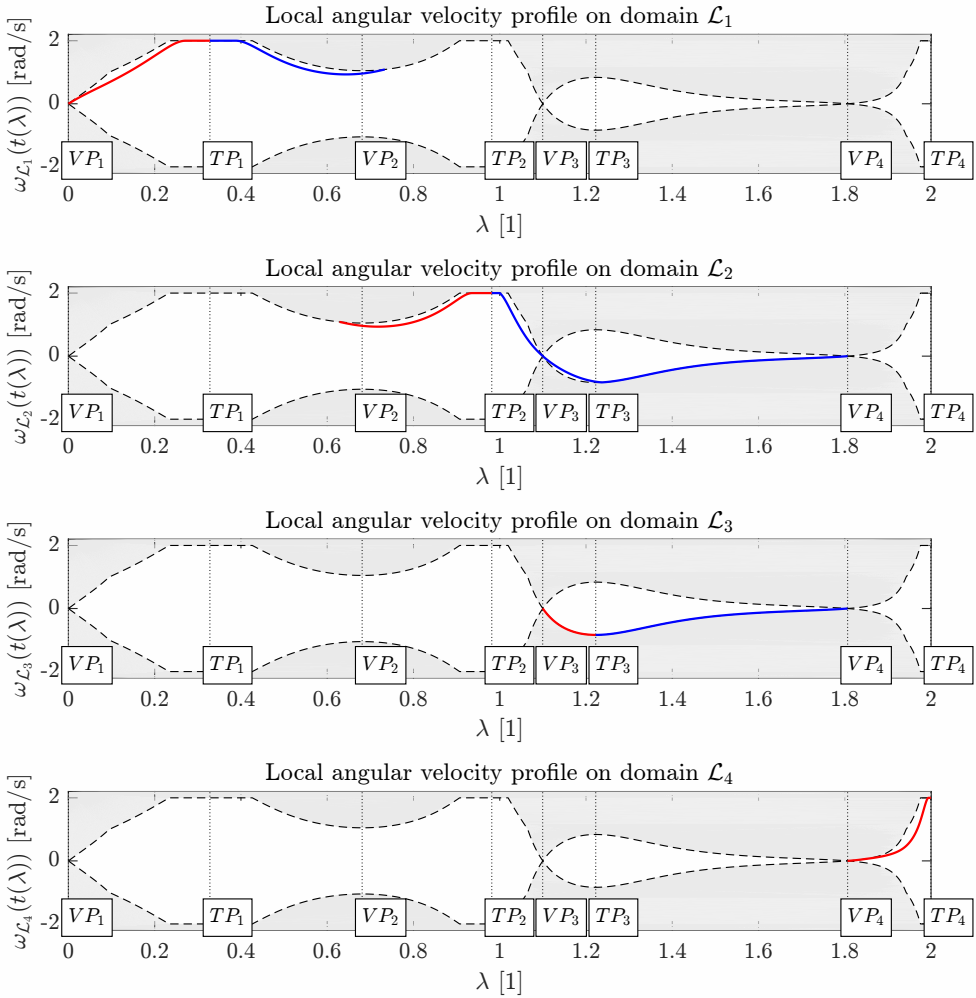 Local angular velocity profile on domain ℒ₁
ω_ℒ₁(t(λ)) [rad/s]
2
0
-2
VP₁ TP₁ VP₂ TP₂ VP₃ TP₃ VP₄ TP₄
0 0.2 0.4 0.6 0.8 1 1.2 1.4 1.6 1.8 2
λ [1]
Local angular velocity profile on domain ℒ₂
ω_ℒ₂(t(λ)) [rad/s]
2
0
-2
VP₁ TP₁ VP₂ TP₂ VP₃ TP₃ VP₄ TP₄
0 0.2 0.4 0.6 0.8 1 1.2 1.4 1.6 1.8 2
λ [1]
Local angular velocity profile on domain ℒ₃
ω_ℒ₃(t(λ)) [rad/s]
2
0
-2
VP₁ TP₁ VP₂ TP₂ VP₃ TP₃ VP₄ TP₄
0 0.2 0.4 0.6 0.8 1 1.2 1.4 1.6 1.8 2
λ [1]
Local angular velocity profile on domain ℒ₄
ω_ℒ₄(t(λ)) [rad/s]
2
0
-2
VP₁ TP₁ VP₂ TP₂ VP₃ TP₃ VP₄ TP₄
0 0.2 0.4 0.6 0.8 1 1.2 1.4 1.6 1.8 2
λ [1]